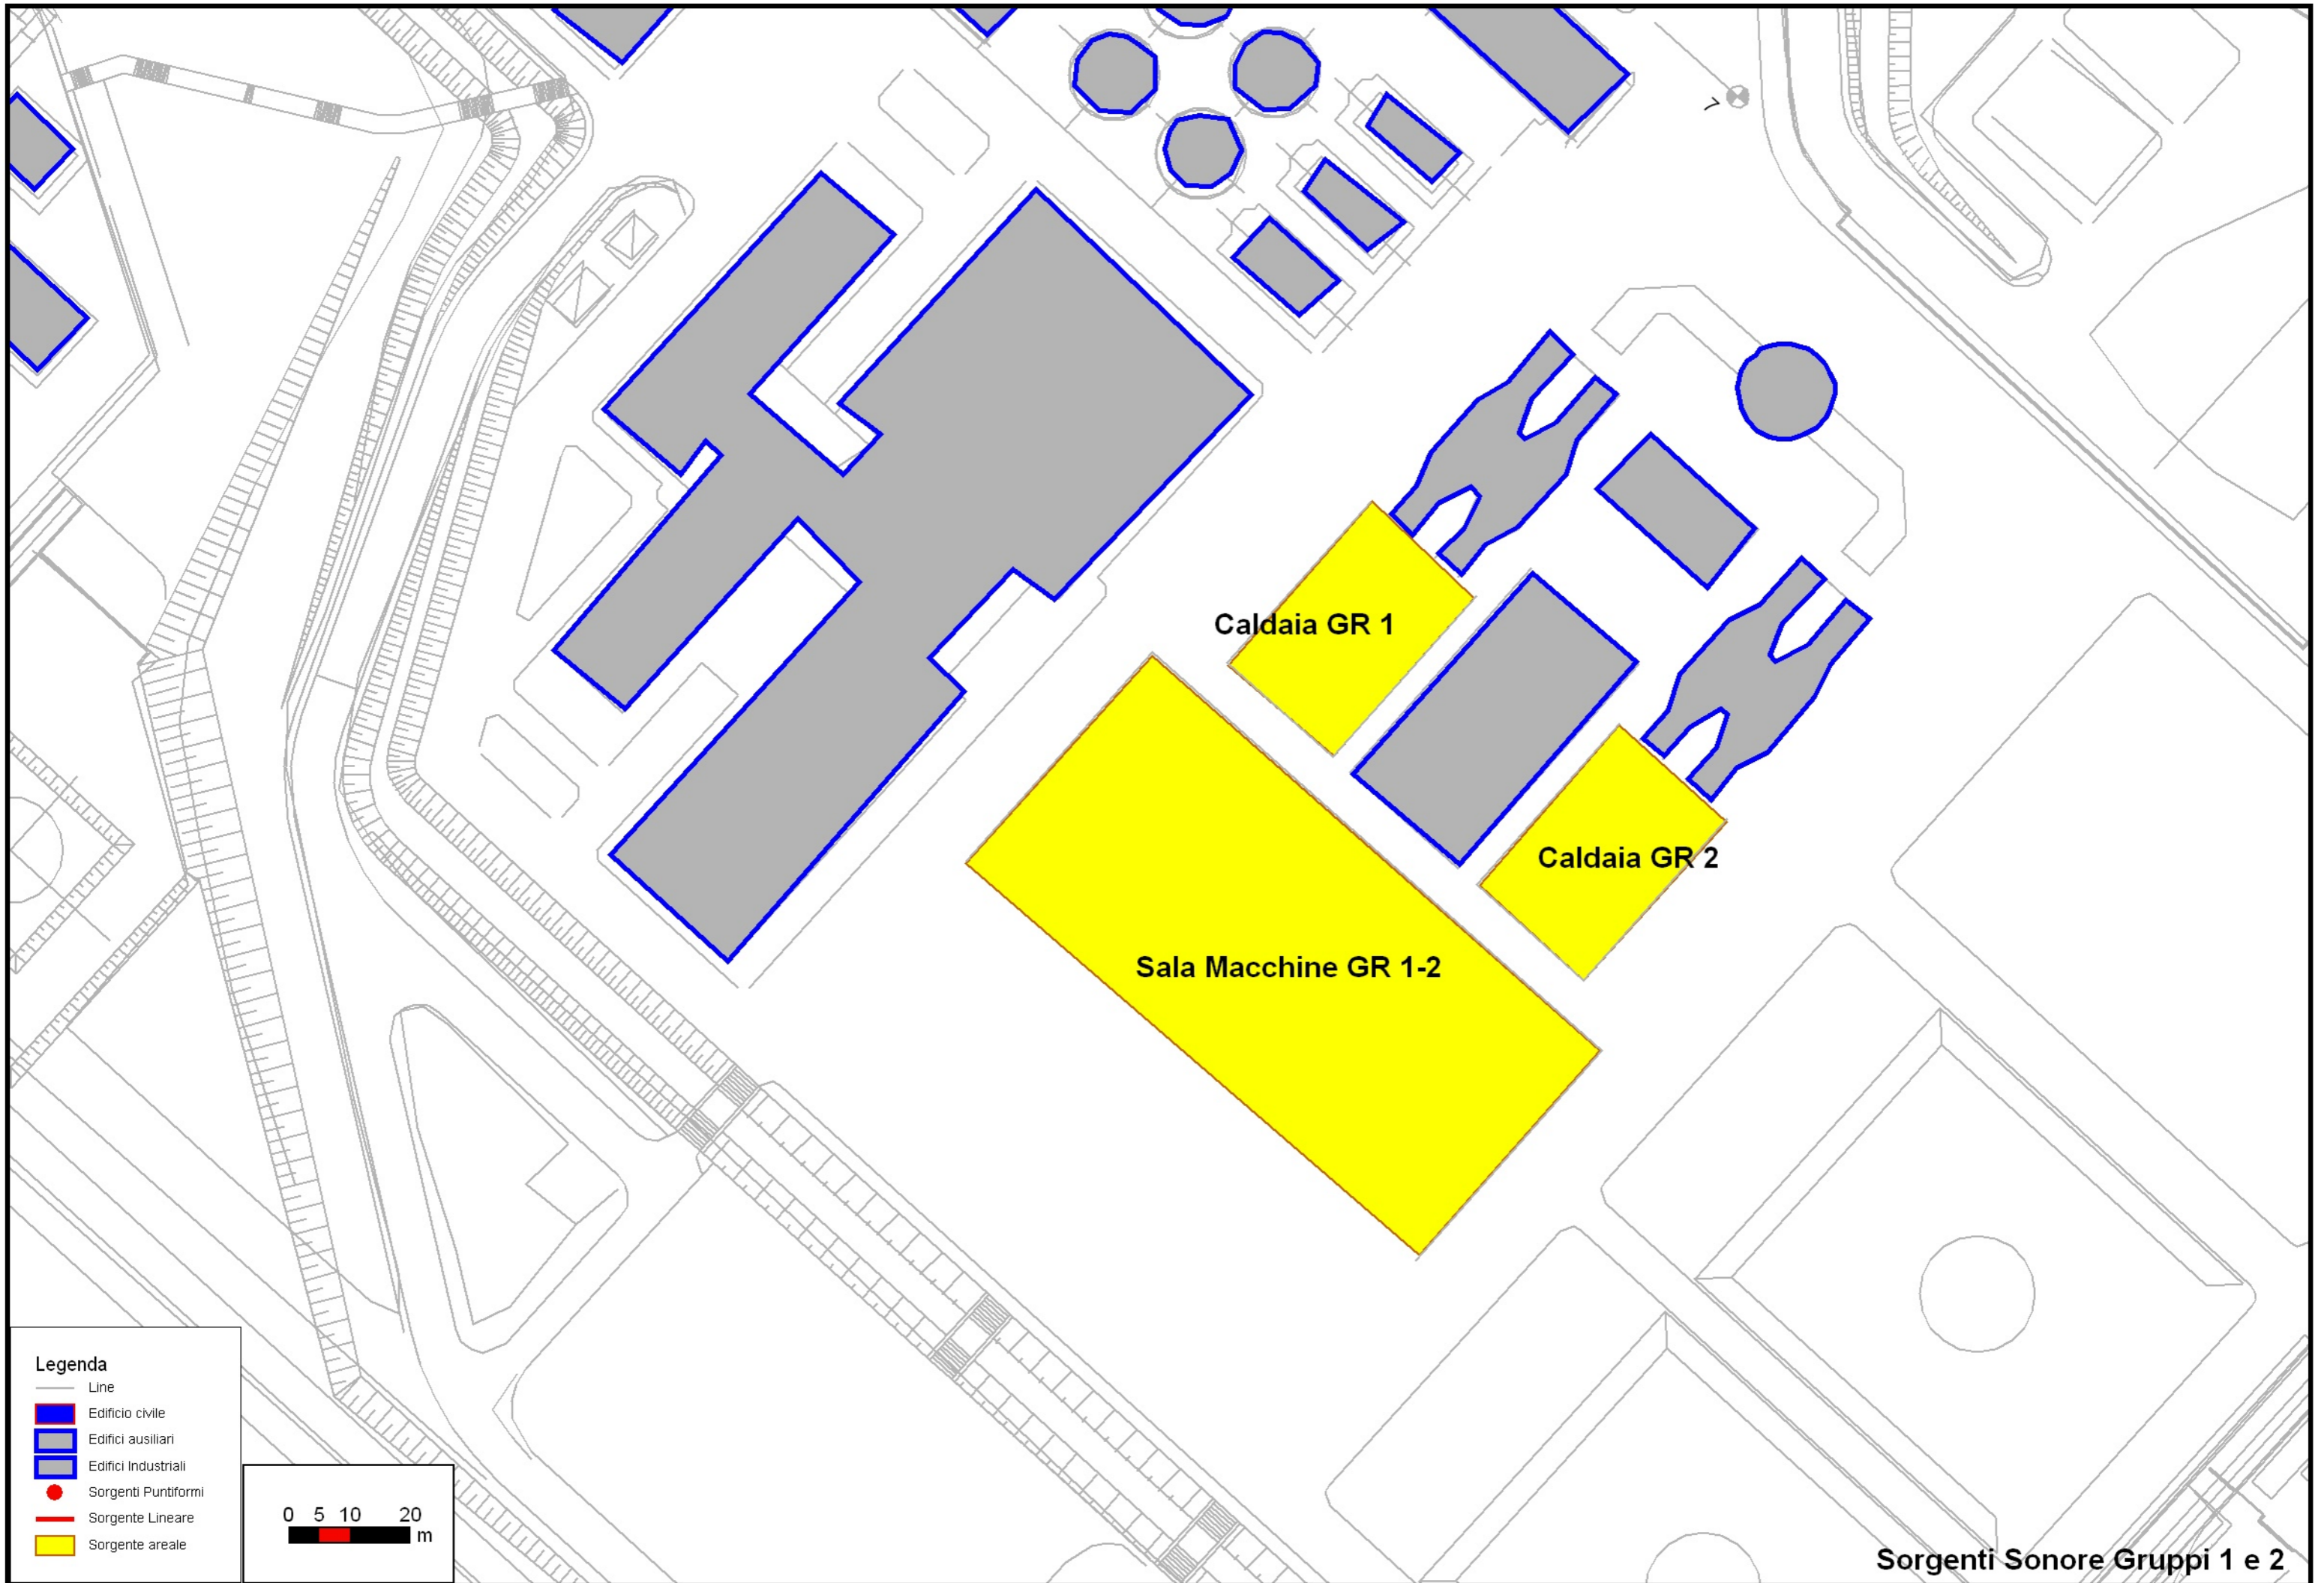 7
Caldaia GR 1
Caldaia GR 2
Sala Macchine GR 1-2
Legenda
Line
Edificio civile
Edifici ausiliari
Edifici Industriali
Sorgenti Puntiformi
Sorgente Lineare
Sorgente areale
0 5 10 20
m
Sorgenti Sonore Gruppi 1 e 2